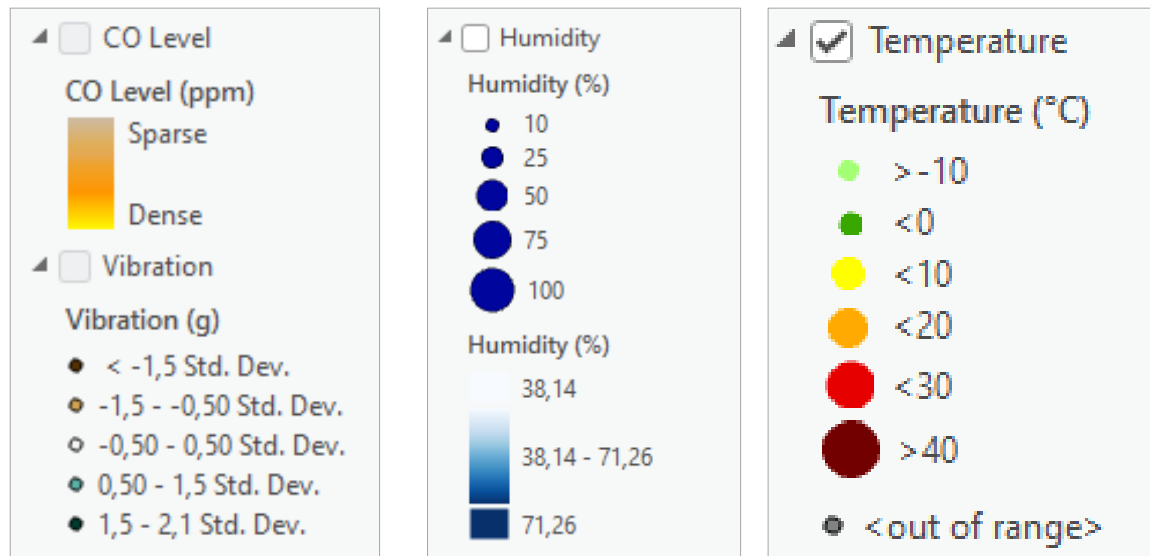 CO Level
CO Level (ppm)
Sparse
Dense
Vibration
Vibration (g)
< -1,5 Std. Dev.
-1,5 - -0,50 Std. Dev.
-0,50 - 0,50 Std. Dev.
0,50 - 1,5 Std. Dev.
1,5 - 2,1 Std. Dev.
Humidity
Humidity (%)
10
25
50
75
100
Humidity (%)
38,14
38,14 - 71,26
71,26
Temperature
Temperature (°C)
>-10
<0
<10
<20
<30
>40
<out of range>